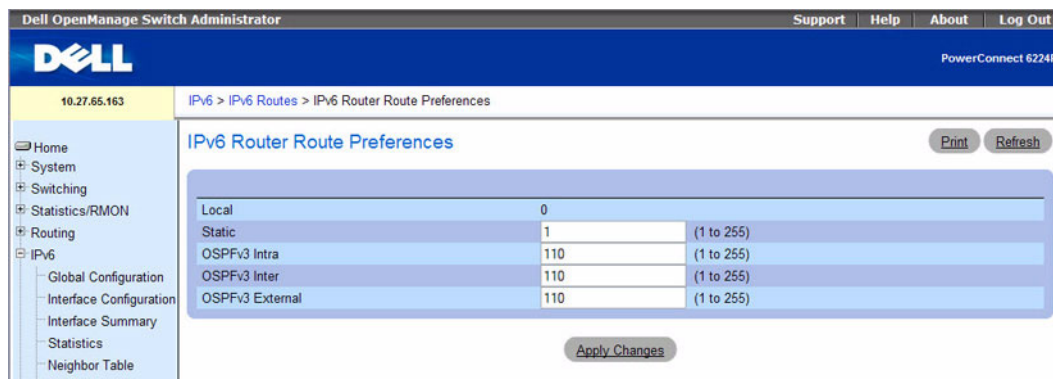 Dell OpenManage Switch Administrator
Support Help About Log Out
DELL
PowerConnect 6224
10.27.65.163
IPv6 > IPv6 Routes > IPv6 Router Route Preferences
IPv6 Router Route Preferences
Print Refresh
Home
System
Switching
Statistics/RMON
Routing
IPv6
Global Configuration
Interface Configuration
Interface Summary
Statistics
Neighbor Table
Local 0
Static 1 (1 to 255)
OSPFv3 Intra 110 (1 to 255)
OSPFv3 Inter 110 (1 to 255)
OSPFv3 External 110 (1 to 255)
Apply Changes